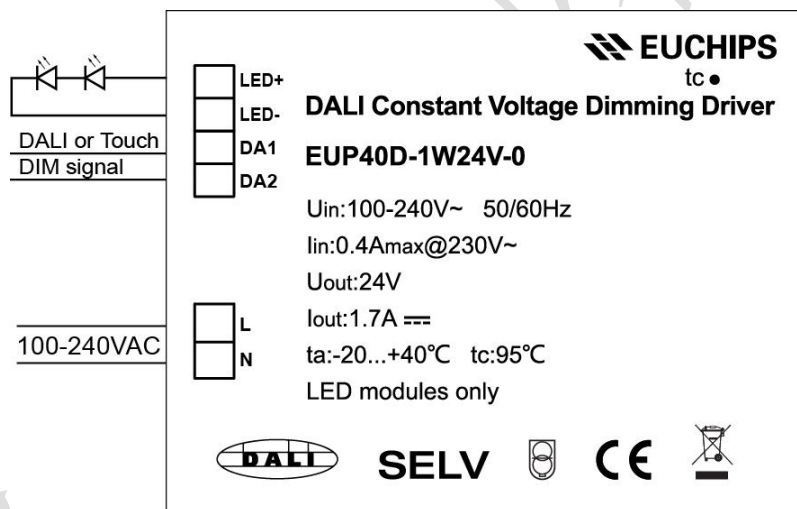 EUCHIPS
tc
LED+
LED-
DALI Constant Voltage Dimming Driver
DALI or Touch
DA1
EUP40D-1W24V-0
DIM signal
DA2
Uin:100-240V~ 50/60Hz
Iin:0.4Amax@230V~
Uout:24V
L
Iout:1.7A
100-240VAC
N
ta:-20...+40℃ tc:95℃
LED modules only
DALI
SELV
CE